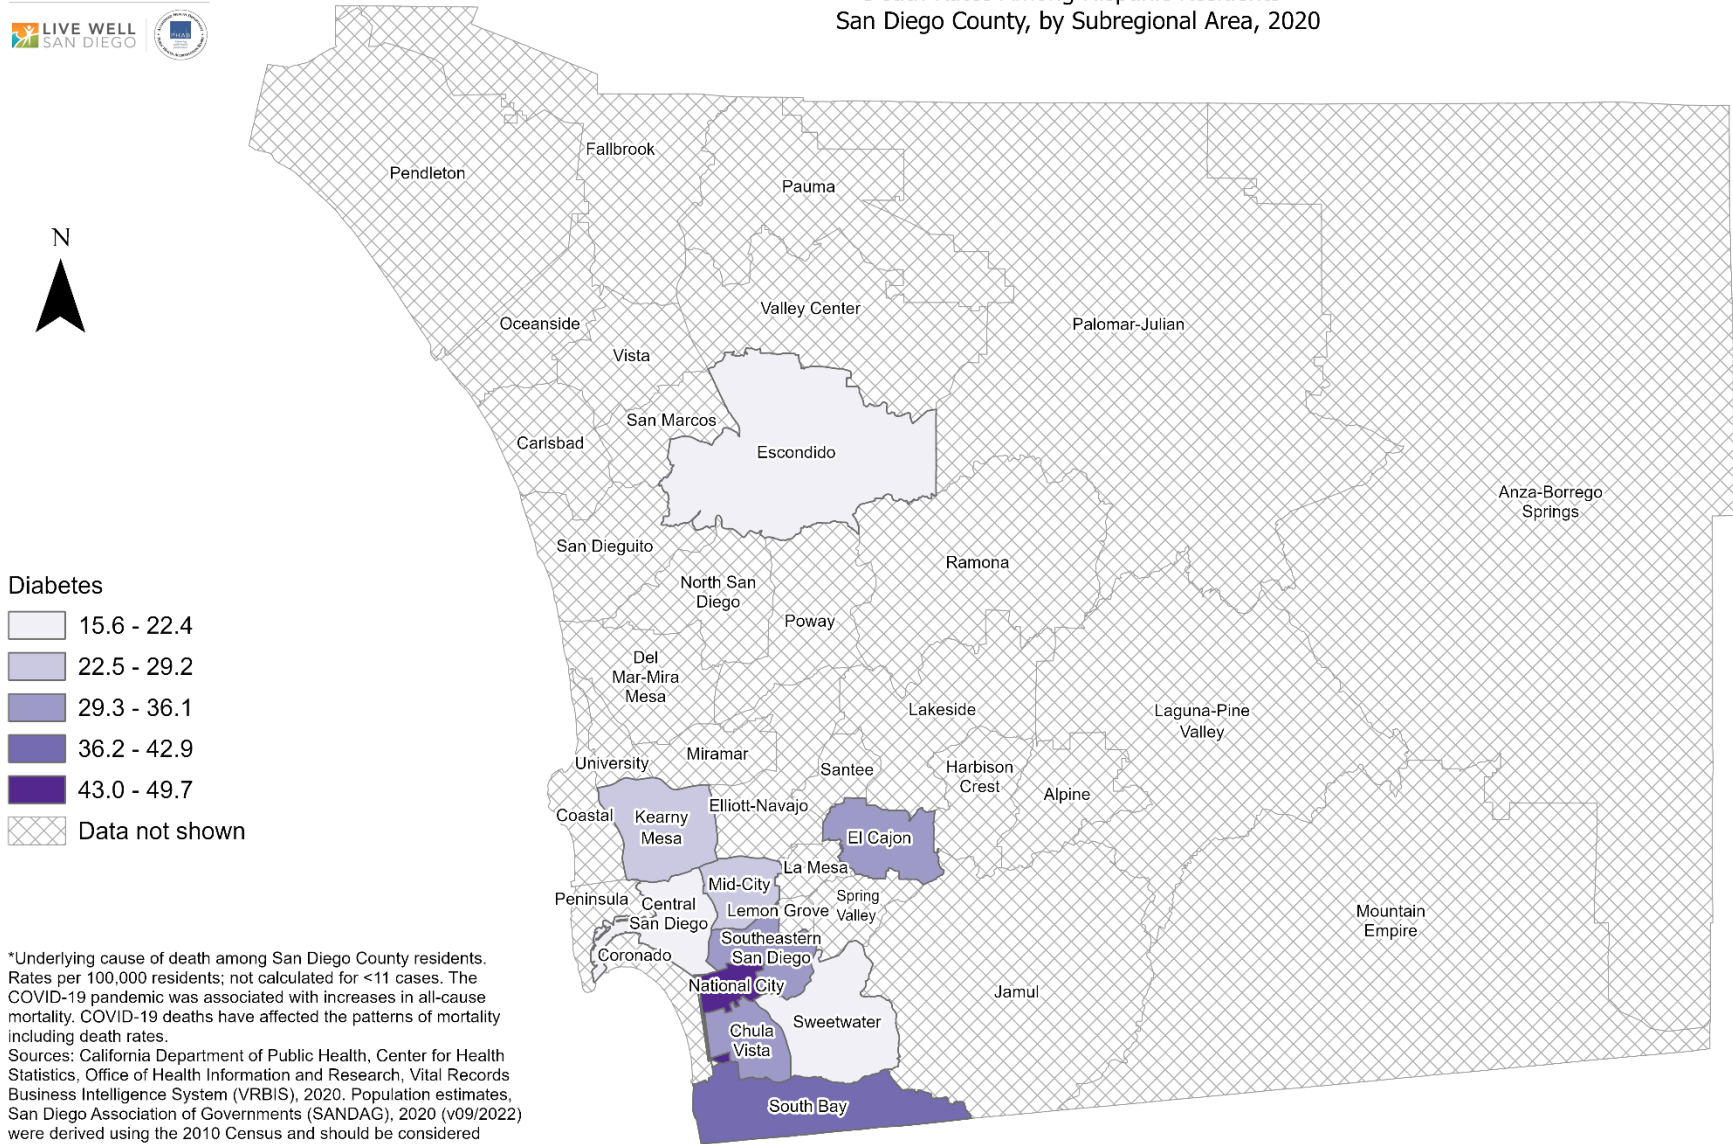 LIVE WELL
SAN DIEGO
San Diego County, by Subregional Area, 2020
N
Fallbrook
Pendleton
Pauma
Valley Center
Oceanside
Palomar-Julian
Vista
San Marcos
Carlsbad
Escondido
Anza-Borrego
Springs
San Dieguito
Ramona
North San
Diego
Poway
Del
Mar-Mira
Mesa
Lakeside
Laguna-Pine
Valley
Miramar
University
Santee
Harbison
Crest
Alpine
Coastal
Kearny
Mesa
Elliott-Navajo
El Cajon
La Mesa
Mid-City
Peninsula
Central
San Diego
Lemon Grove
Spring
Valley
Southeastern
San Diego
Coronado
National City
Mountain
Empire
Jamul
Sweetwater
Chula
Vista
South Bay
Diabetes
15.6 - 22.4
22.5 - 29.2
29.3 - 36.1
36.2 - 42.9
43.0 - 49.7
Data not shown
*Underlying cause of death among San Diego County residents.
Rates per 100,000 residents; not calculated for <11 cases. The
COVID-19 pandemic was associated with increases in all-cause
mortality. COVID-19 deaths have affected the patterns of mortality
including death rates.
Sources: California Department of Public Health, Center for Health
Statistics, Office of Health Information and Research, Vital Records
Business Intelligence System (VRBIS), 2020. Population estimates,
San Diego Association of Governments (SANDAG), 2020 (v09/2022)
were derived using the 2010 Census and should be considered